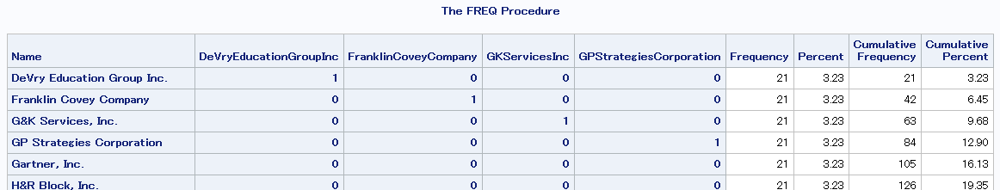 The FREQ Procedure
Name DeVryEducationGroupInc FranklinCoveyCompany GKServicesInc GPStrategiesCorporation Frequency Percent Cumulative Frequency Cumulative Percent
DeVry Education Group Inc. 1 0 0 0 21 3.23 21 3.23
Franklin Covey Company 0 1 0 0 21 3.23 42 6.45
G&K Services, Inc. 0 0 1 0 21 3.23 63 9.68
GP Strategies Corporation 0 0 0 1 21 3.23 84 12.90
Gartner, Inc. 0 0 0 0 21 3.23 105 16.13
H&R Block, Inc. 0 0 0 0 21 3.23 126 19.35